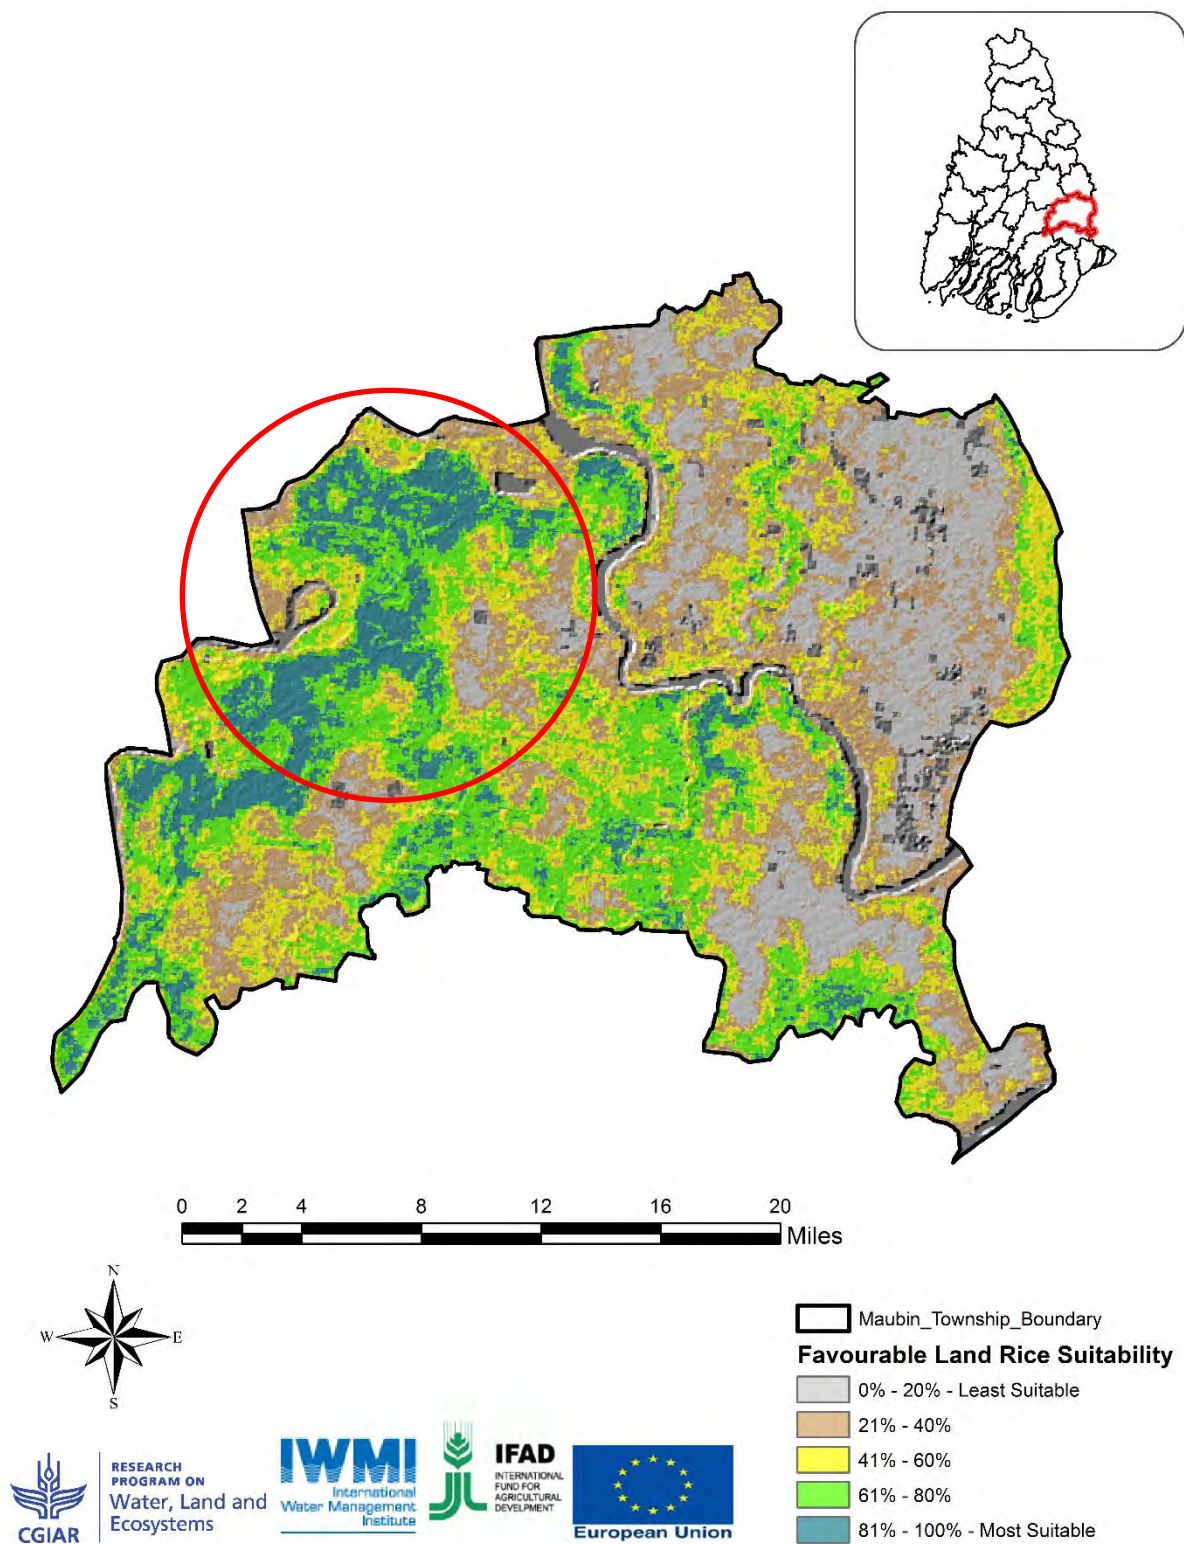 0 2 4 8 12 16 20
Miles
N
W E
S
Maubin_Township_Boundary
Favourable Land Rice Suitability
0% - 20% - Least Suitable
21% - 40%
41% - 60%
61% - 80%
81% - 100% - Most Suitable
CGIAR
RESEARCH
PROGRAM ON
Water, Land and
Ecosystems
IWMI
International
Water Management
Institute
IFAD
INTERNATIONAL
FUND FOR
AGRICULTURAL
DEVELPMENT
European Union